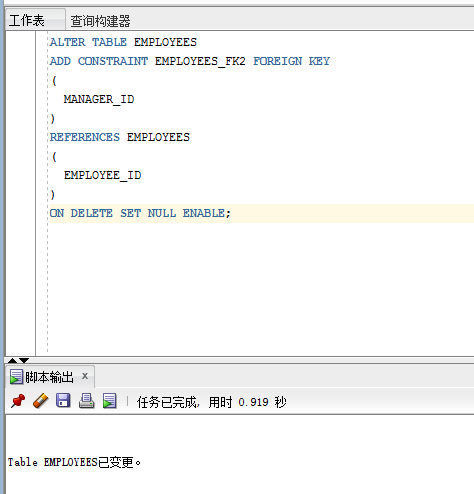 工作表 查询构建器
ALTER TABLE EMPLOYEES
ADD CONSTRAINT EMPLOYEES_FK2 FOREIGN KEY
(
MANAGER_ID
)
REFERENCES EMPLOYEES
(
EMPLOYEE_ID
)
ON DELETE SET NULL ENABLE;
脚本输出 x
任务已完成, 用时 0.919 秒
Table EMPLOYEES已变更。